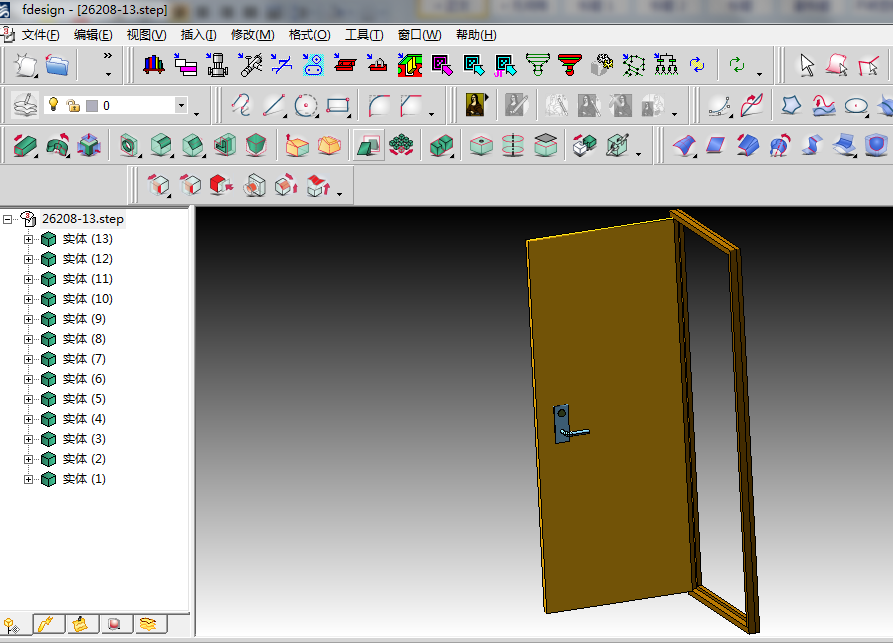 fdesign - [26208-13.step]
文件(F) 编辑(E) 视图(V) 插入(I) 修改(M) 格式(O) 工具(T) 窗口(W) 帮助(H)
0
26208-13.step
实体 (13)
实体 (12)
实体 (11)
实体 (10)
实体 (9)
实体 (8)
实体 (7)
实体 (6)
实体 (5)
实体 (4)
实体 (3)
实体 (2)
实体 (1)